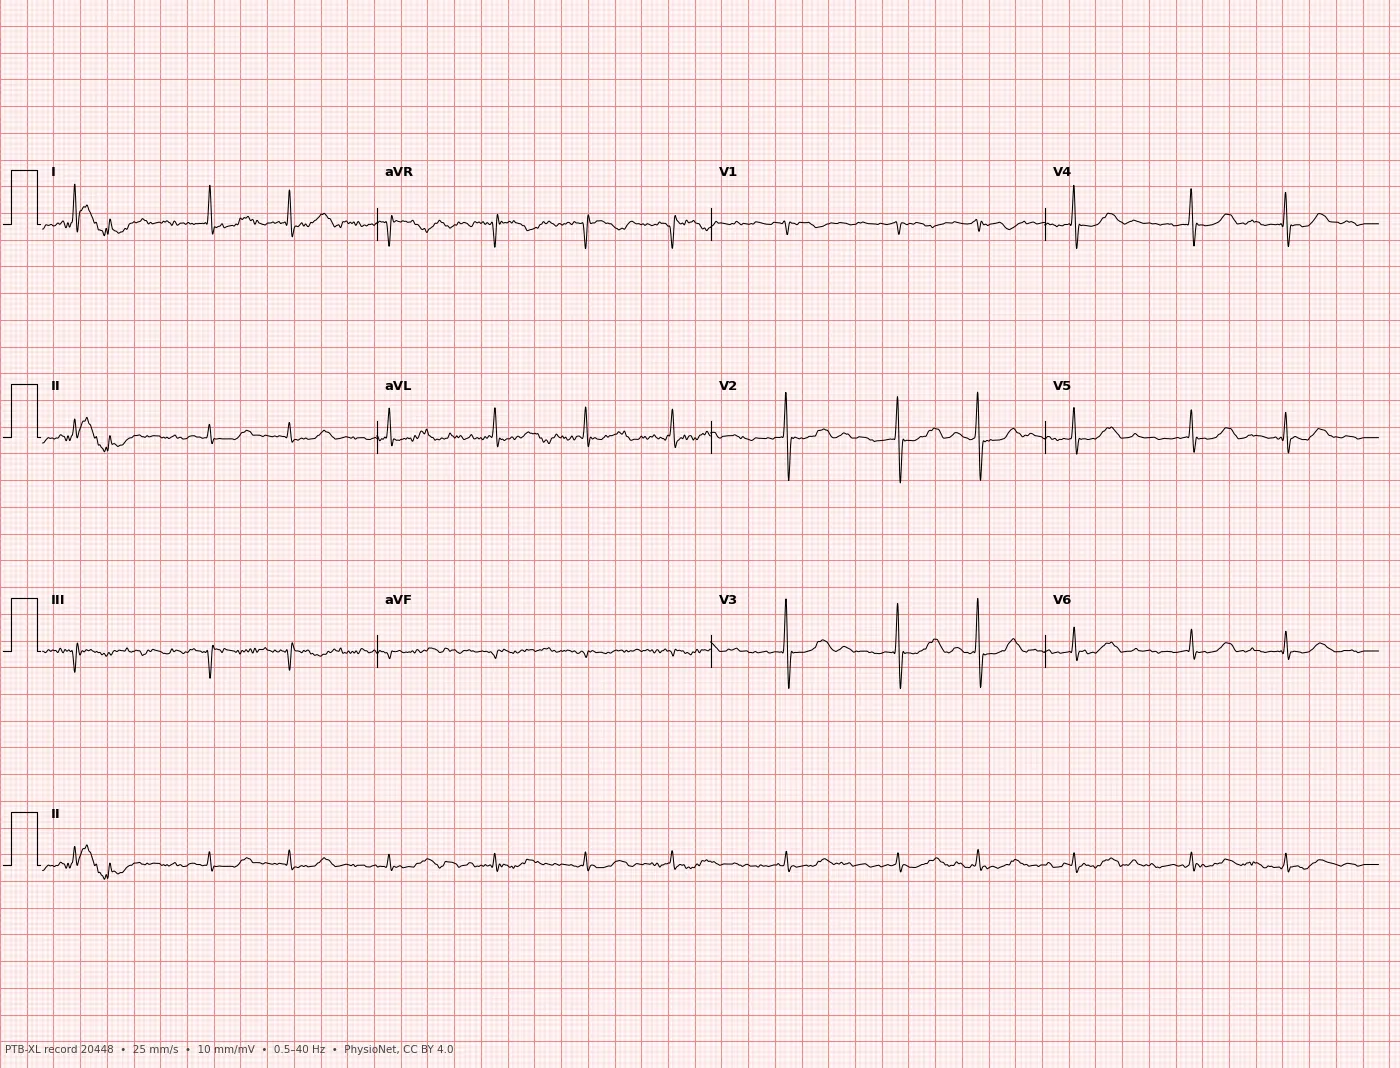 I aVR V1 V4
II aVL V2 V5
III aVF V3 V6
II
PTB-XL record 20448 • 25 mm/s • 10 mm/mV • 0.5–40 Hz • PhysioNet, CC BY 4.0